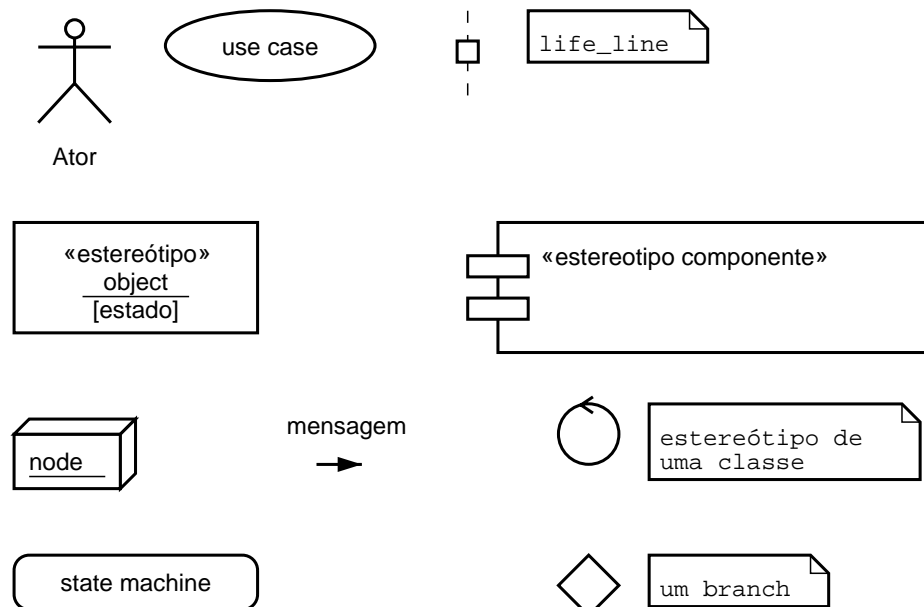 use case
life_line
Ator
«estereótipo»
object
[estado]
«estereotipo componente»
node
mensagem
estereótipo de
uma classe
state machine
um branch